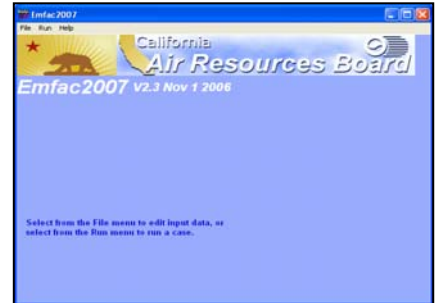 Emfac2007
File Run Help
California
Air Resources Board
Emfac2007 V2.3 Nov 1 2006
Select from the File menu to edit input data, or
select from the Run menu to run a case.